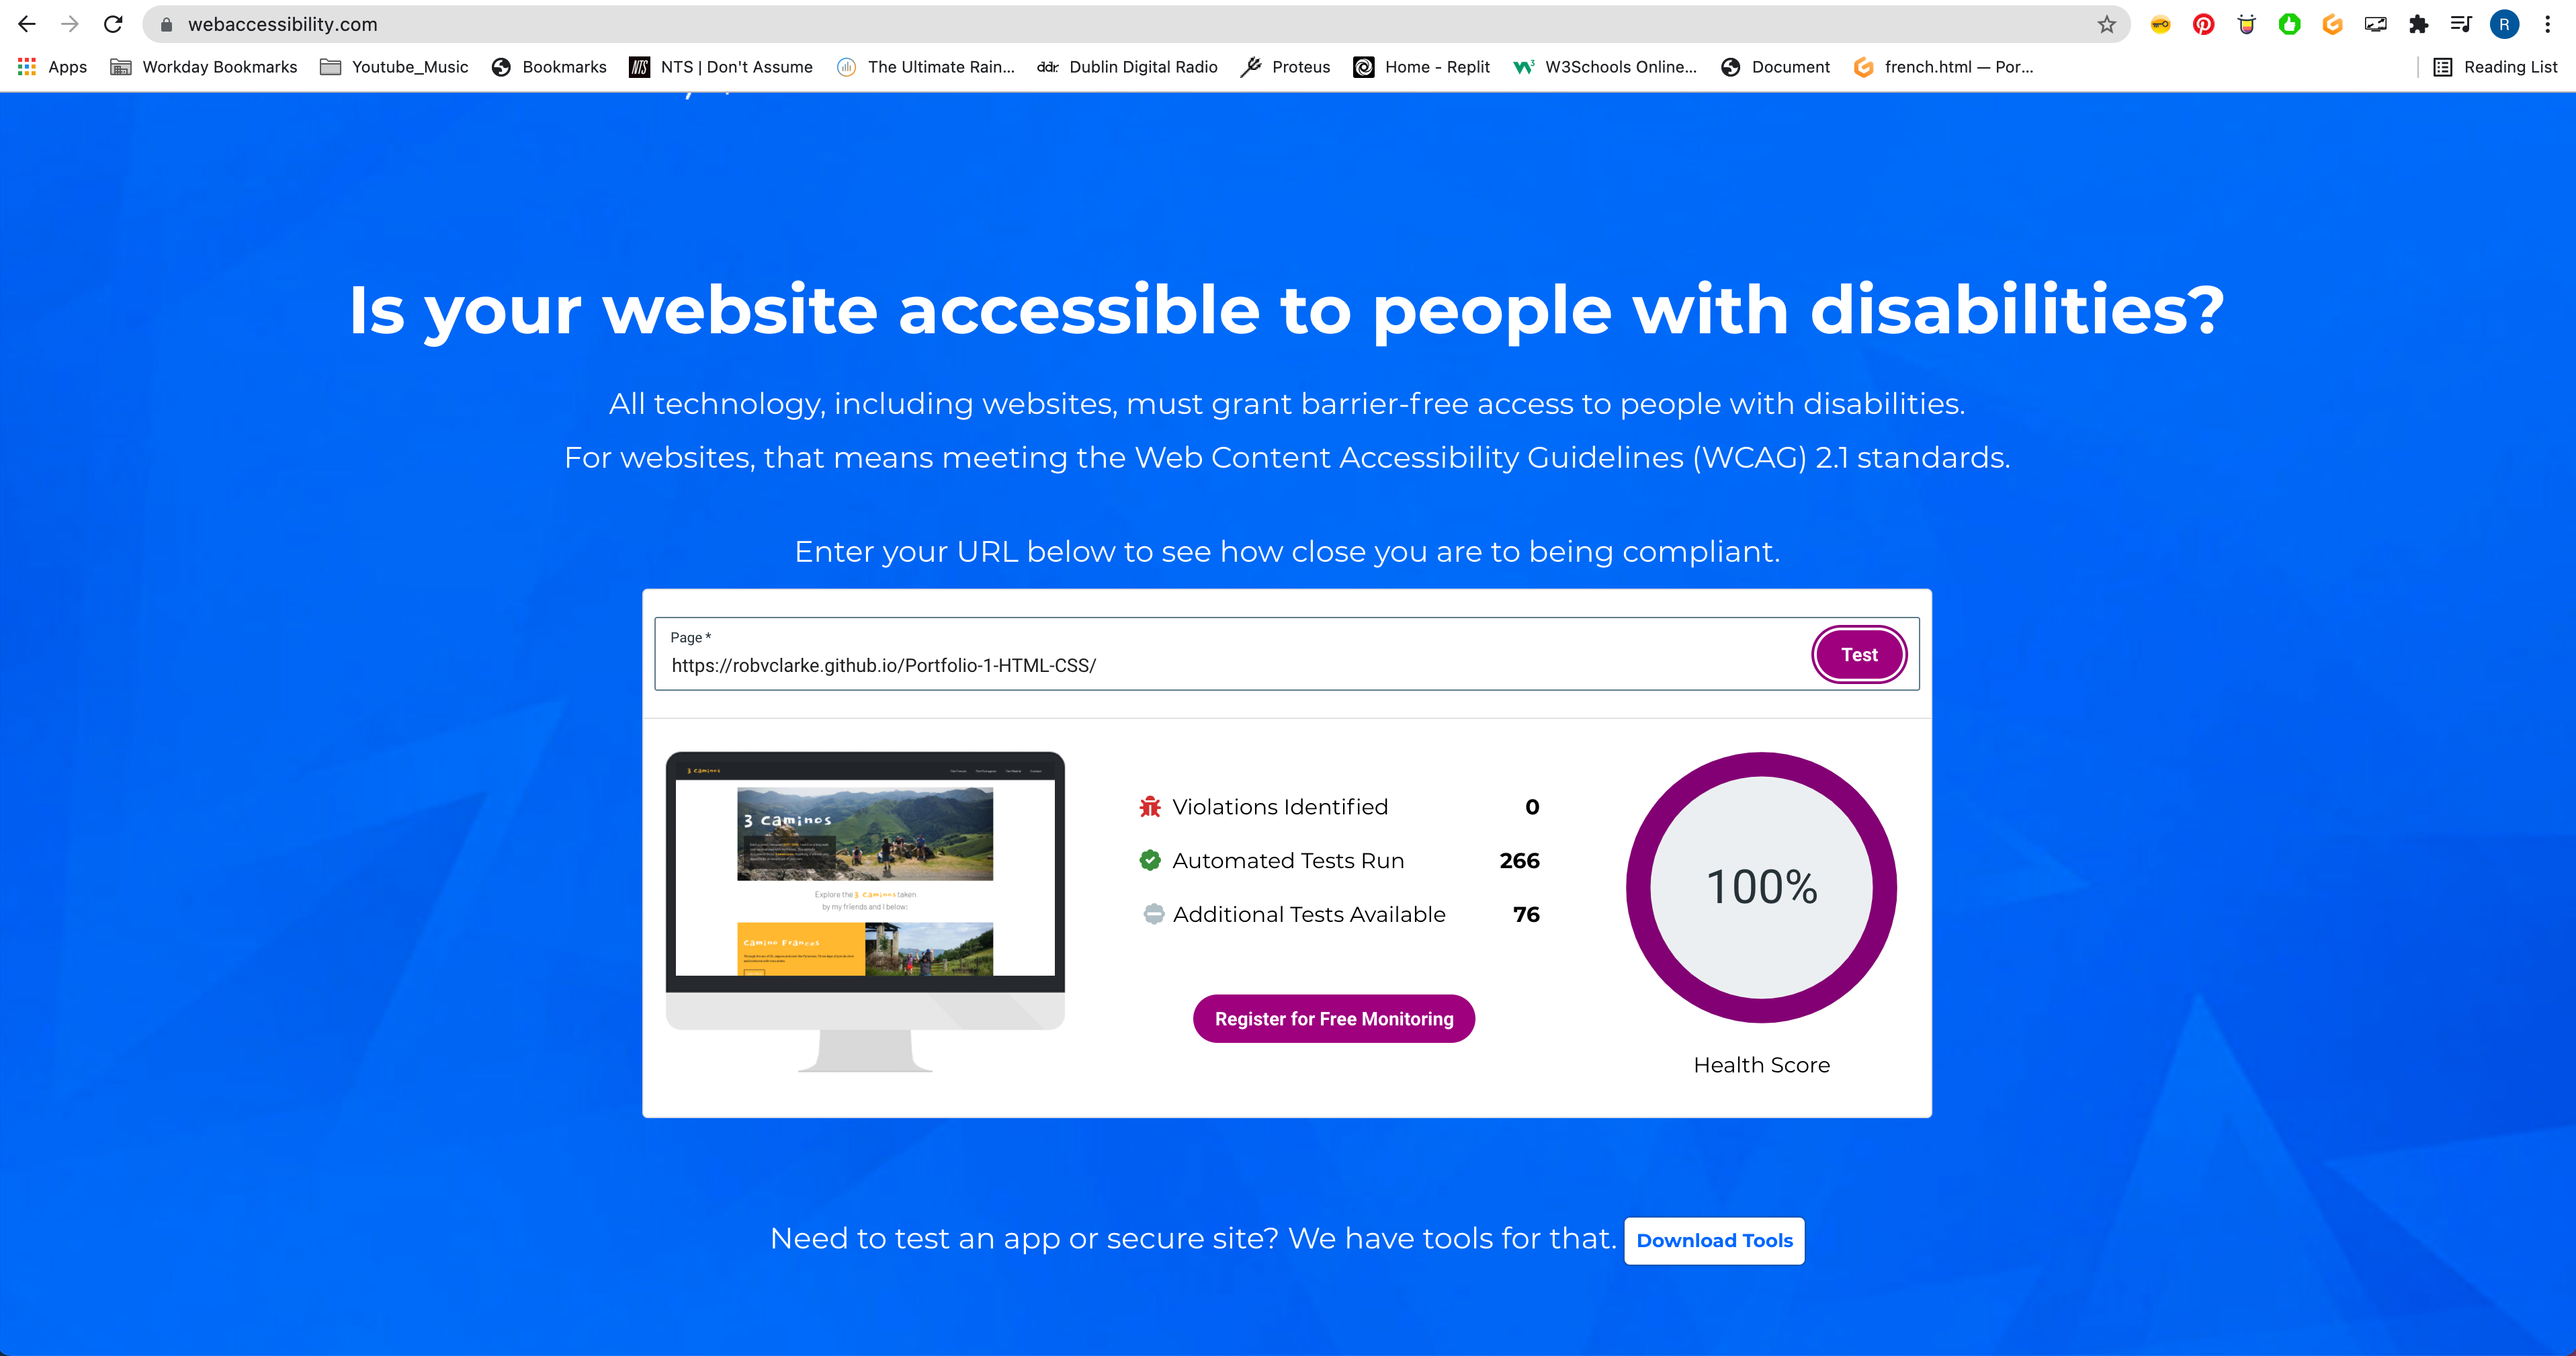 webaccessibility.com
R
Apps Workday Bookmarks Youtube_Music Bookmarks NTS NTS | Don't Assume The Ultimate Rain... ddr. Dublin Digital Radio Proteus Home - Replit W3 W3Schools Online... Document french.html — Por... Reading List
Is your website accessible to people with disabilities?
All technology, including websites, must grant barrier-free access to people with disabilities.
For websites, that means meeting the Web Content Accessibility Guidelines (WCAG) 2.1 standards.
Enter your URL below to see how close you are to being compliant.
Page *
https://robvclarke.github.io/Portfolio-1-HTML-CSS/
Test
3 Caminos
3 Caminos
Explore the 3 Caminos taken
by my friends and I below:
Camino Frances
Violations Identified 0
Automated Tests Run 266
Additional Tests Available 76
Register for Free Monitoring
100%
Health Score
Need to test an app or secure site? We have tools for that. Download Tools